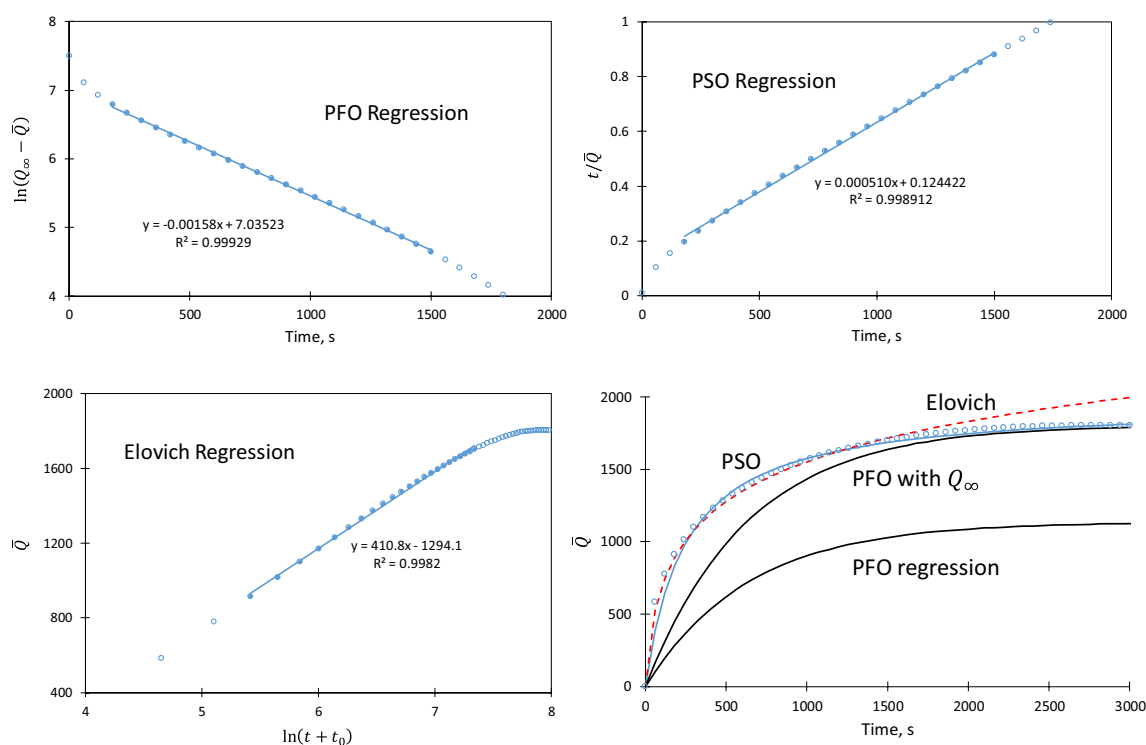 8
7
6
5
4
ln(Q∞ − Q̄)
PFO Regression
y = -0.00158x + 7.03523
R² = 0.99929
0 500 1000 1500 2000
Time, s
1
0.8
0.6
0.4
0.2
0
t/Q̄
PSO Regression
y = 0.000510x + 0.124422
R² = 0.998912
0 500 1000 1500 2000
Time, s
2000
1600
1200
800
400
Q̄
Elovich Regression
y = 410.8x - 1294.1
R² = 0.9982
4 5 6 7 8
ln(t + t₀)
2000
1500
1000
500
0
Q̄
Elovich
PSO
PFO with Q∞
PFO regression
0 500 1000 1500 2000 2500 3000
Time, s